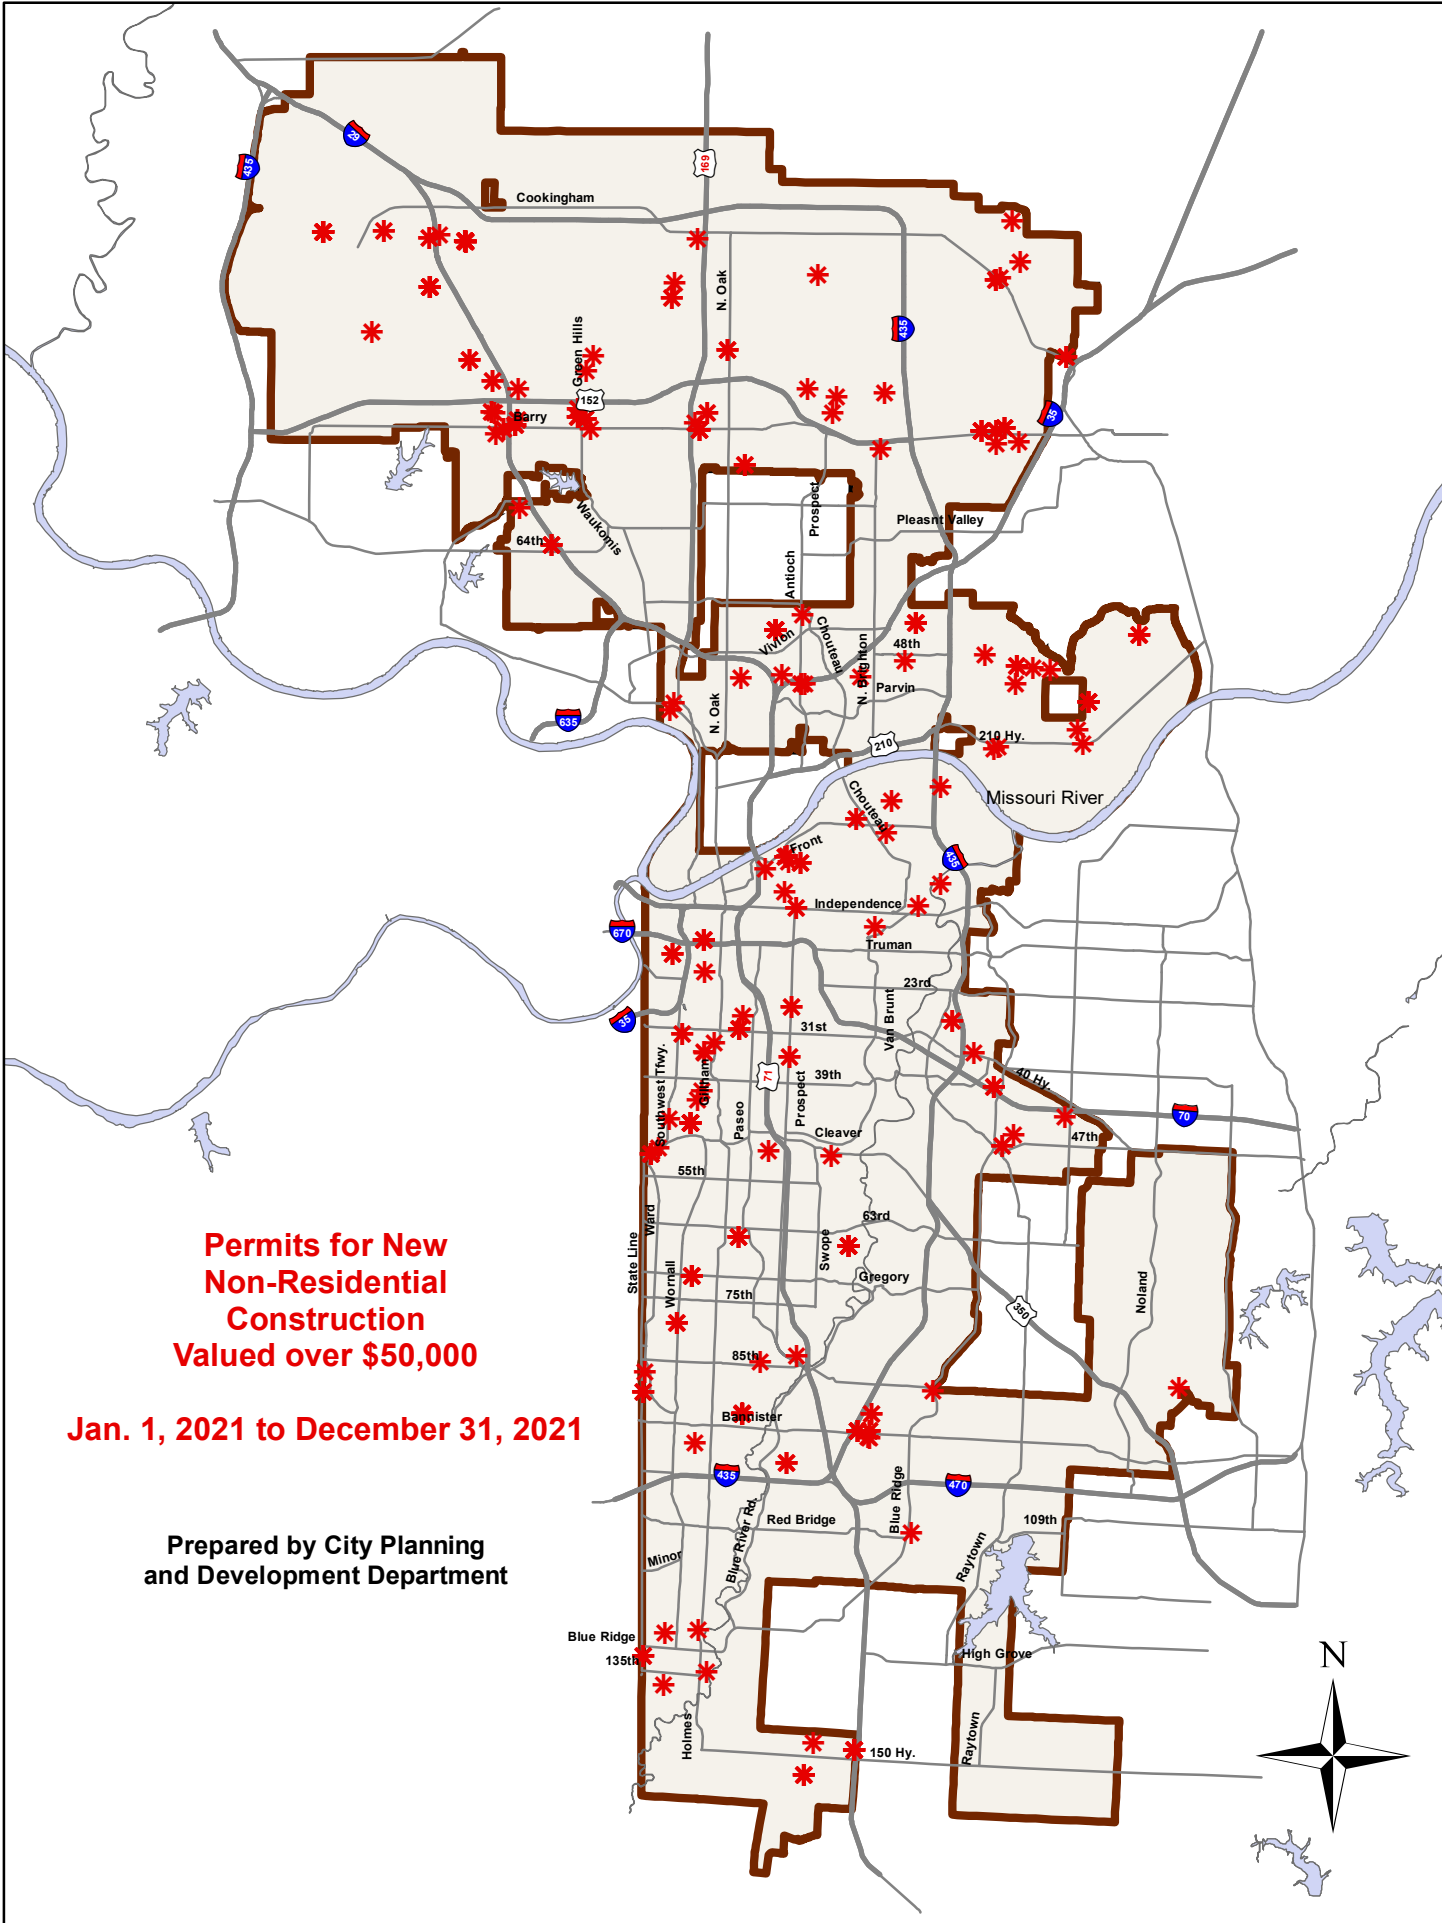 29
435
169
Cookingham
N. Oak
Green Hills
435
152
35
Barry
Prospect
Pleasnt Valley
Waukomis
64th
Antioch
Chouteau
Vivion
48th
N. Brighton
Parvin
N. Oak
635
210
210 Hy.
Missouri River
Chouteau
Front
435
Independence
670
Truman
23rd
35
31st
Van Brunt
Southwest Tfwy.
Gillham
71
39th
Prospect
40 Hy.
70
Paseo
Cleaver
47th
55th
Ward
63rd
Swope
State Line
Wornall
Gregory
75th
Noland
350
85th
Permits for New
Non-Residential
Construction
Valued over $50,000
Jan. 1, 2021 to December 31, 2021
Bannister
435
470
Blue Ridge
Red Bridge
109th
Blue River Rd.
Raytown
Minor
Prepared by City Planning
and Development Department
Blue Ridge
135th
High Grove
N
Holmes
Raytown
150 Hy.